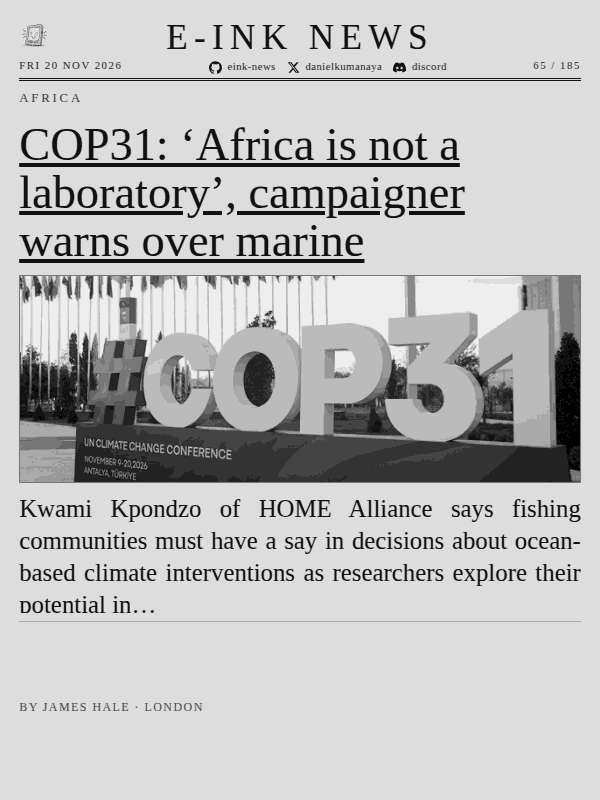 E-INK NEWS
FRI 20 NOV 2026
eink-news danielkumanaya discord
65 / 185
AFRICA
COP31: ‘Africa is not a
laboratory’, campaigner
warns over marine
#COP31
UN CLIMATE CHANGE CONFERENCE
NOVEMBER 9-20,2026
ANTALYA, TÜRKİYE
Kwami Kpondzo of HOME Alliance says fishing
communities must have a say in decisions about ocean-
based climate interventions as researchers explore their
potential in…
BY JAMES HALE · LONDON